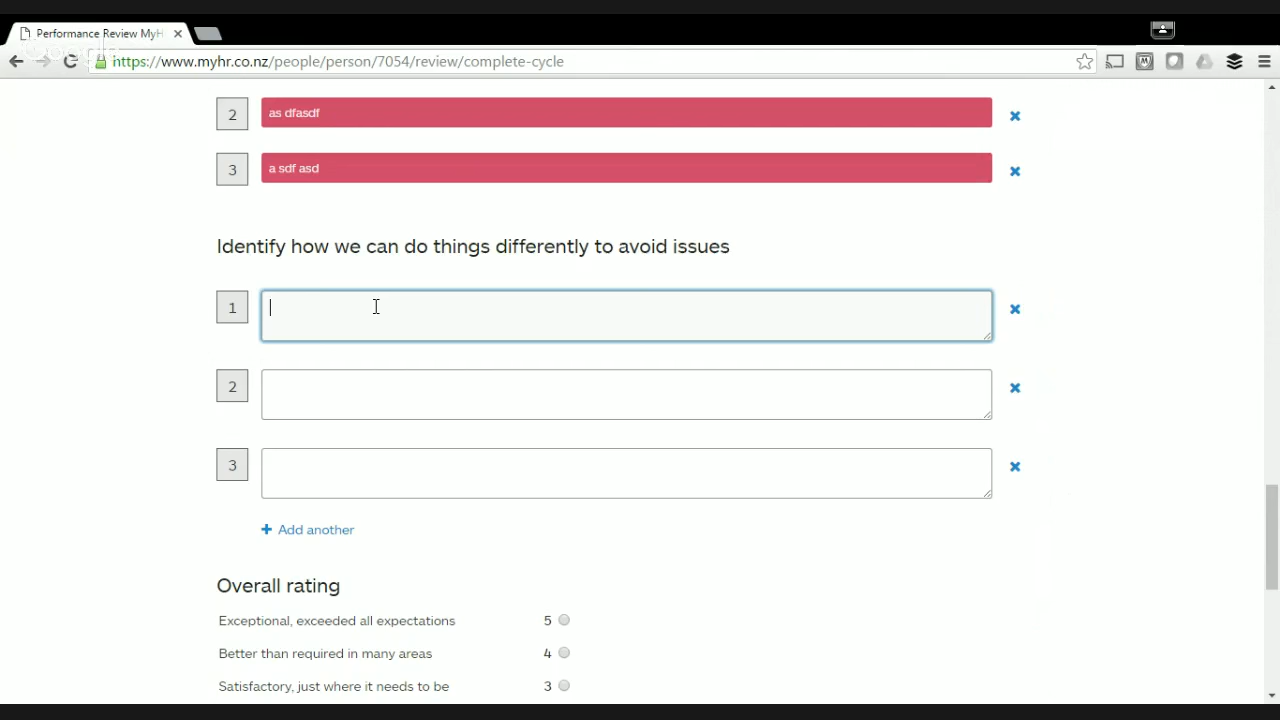 Performance Review MyH
https://www.myhr.co.nz/people/person/7054/review/complete-cycle
2 as dfasdf
3 a sdf asd
Identify how we can do things differently to avoid issues
1
2
3
+ Add another
Overall rating
Exceptional, exceeded all expectations 5
Better than required in many areas 4
Satisfactory, just where it needs to be 3